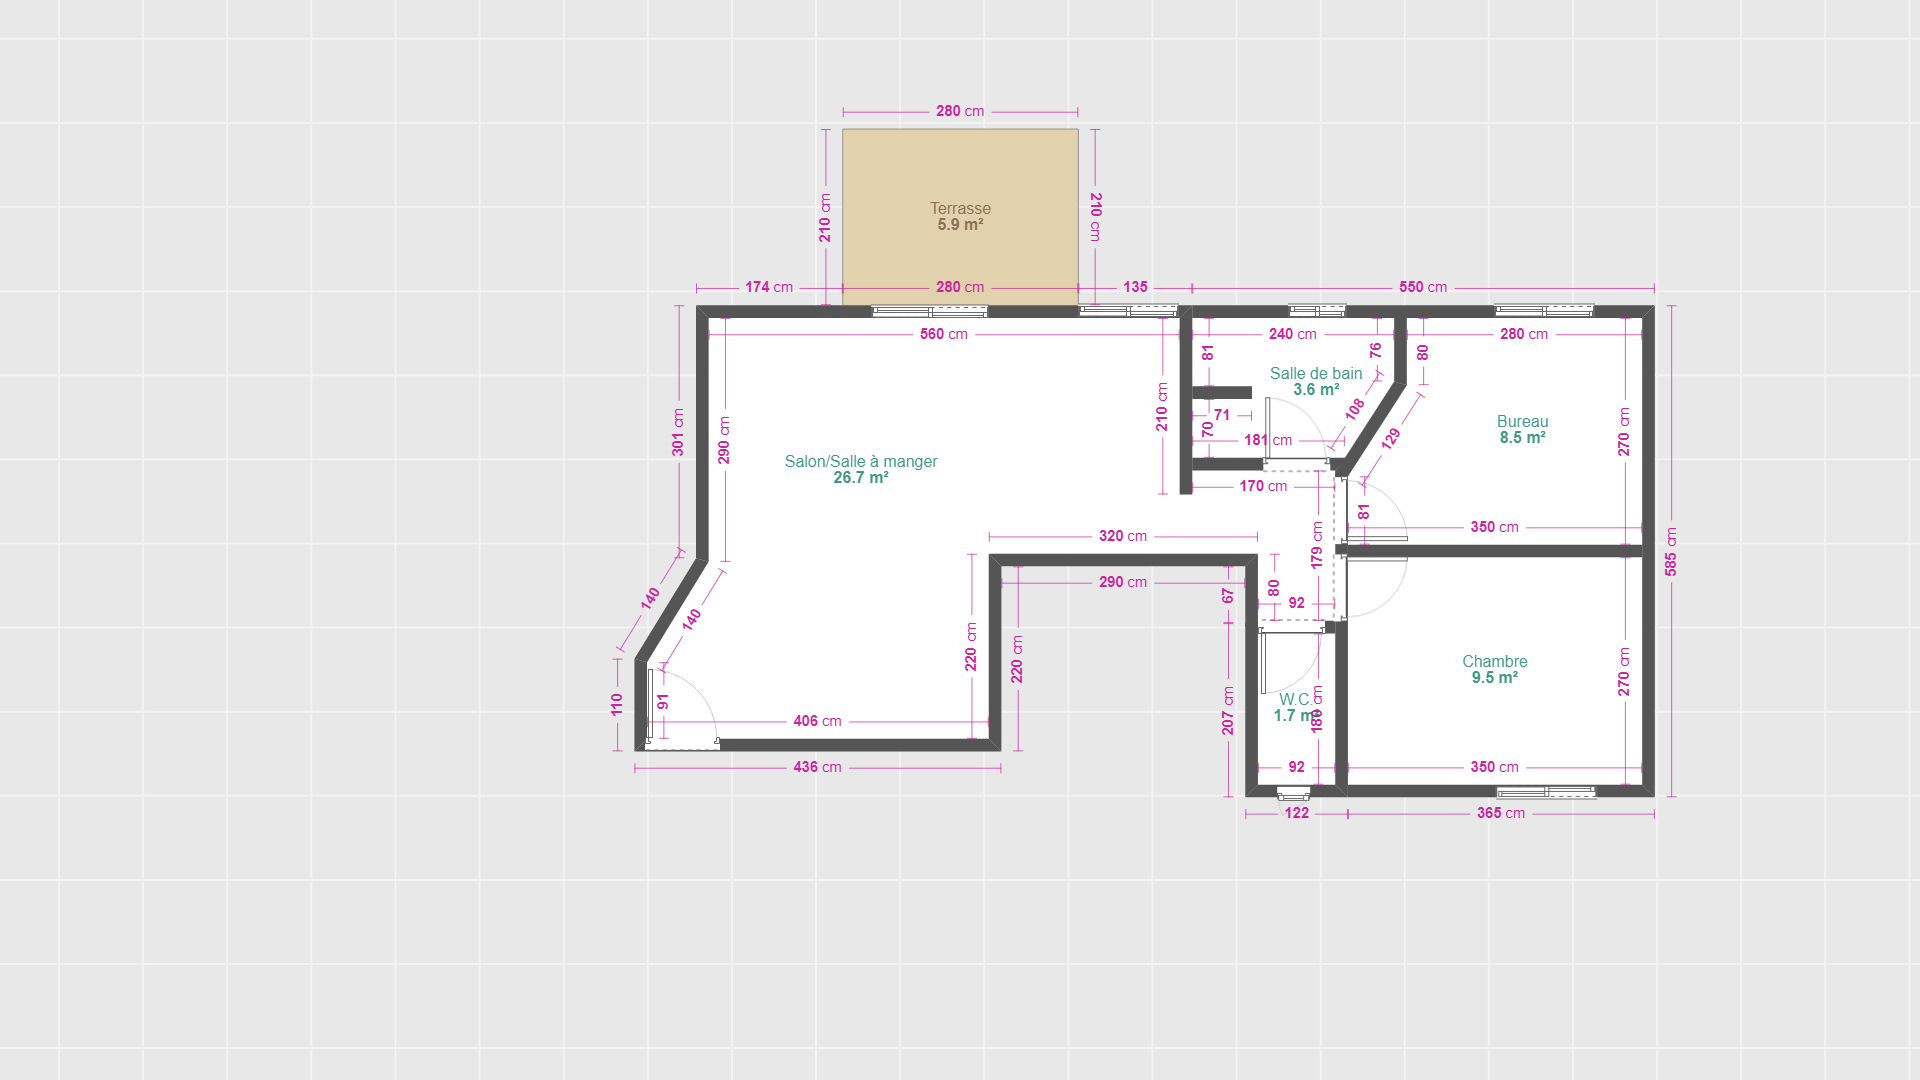 280 cm
210 cm
210 cm
Terrasse
5.9 m²
174 cm
280 cm
135
550 cm
560 cm
240 cm
280 cm
81
76
80
Salle de bain
3.6 m²
301 cm
290 cm
210 cm
71
70
108
129
181 cm
Bureau
8.5 m²
270 cm
Salon/Salle à manger
26.7 m²
170 cm
81
350 cm
320 cm
179 cm
585 cm
290 cm
67
80
92
140
140
220 cm
220 cm
110
91
406 cm
436 cm
207 cm
W.C.
1.7 m²
180 cm
Chambre
9.5 m²
270 cm
92
350 cm
122
365 cm